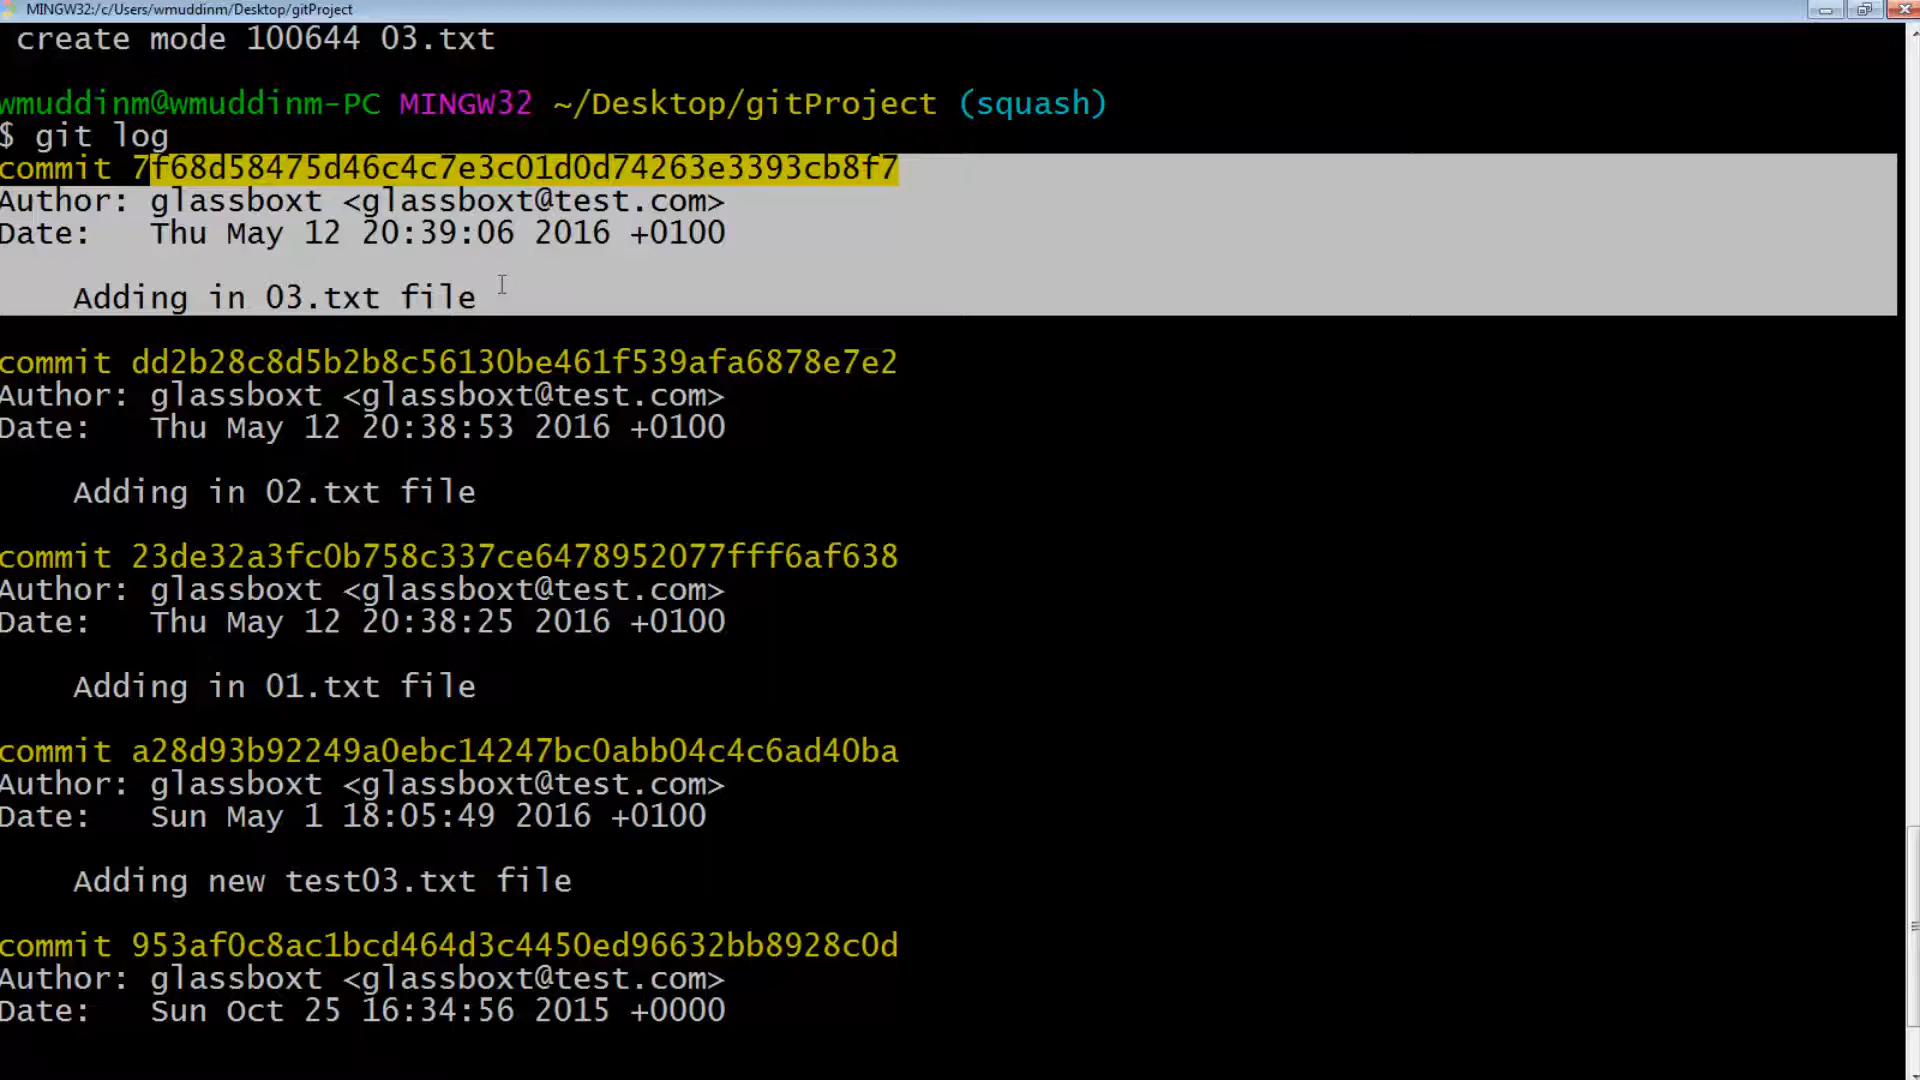 MINGW32:/c/Users/wmuddinm/Desktop/gitProject
create mode 100644 03.txt
wmuddinm@wmuddinm-PC MINGW32 ~/Desktop/gitProject (squash)
$ git log
commit 7f68d58475d46c4c7e3c01d0d74263e3393cb8f7
Author: glassboxt <glassboxt@test.com>
Date:   Thu May 12 20:39:06 2016 +0100
Adding in 03.txt file
commit dd2b28c8d5b2b8c56130be461f539afa6878e7e2
Author: glassboxt <glassboxt@test.com>
Date:   Thu May 12 20:38:53 2016 +0100
Adding in 02.txt file
commit 23de32a3fc0b758c337ce6478952077fff6af638
Author: glassboxt <glassboxt@test.com>
Date:   Thu May 12 20:38:25 2016 +0100
Adding in 01.txt file
commit a28d93b92249a0ebc14247bc0abb04c4c6ad40ba
Author: glassboxt <glassboxt@test.com>
Date:   Sun May 1 18:05:49 2016 +0100
Adding new test03.txt file
commit 953af0c8ac1bcd464d3c4450ed96632bb8928c0d
Author: glassboxt <glassboxt@test.com>
Date:   Sun Oct 25 16:34:56 2015 +0000